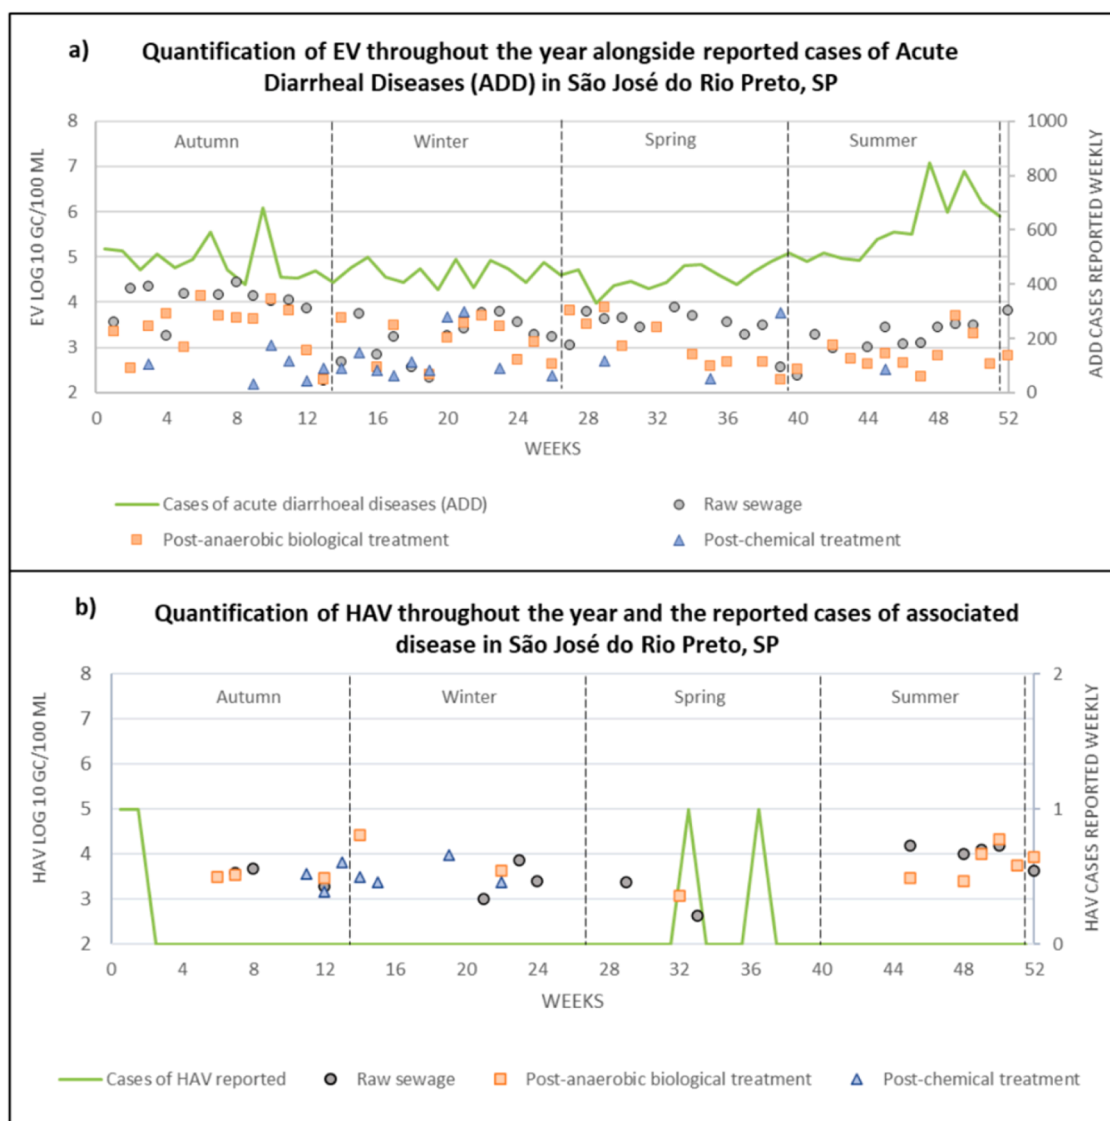 a)
Quantification of EV throughout the year alongside reported cases of Acute
Diarrheal Diseases (ADD) in São José do Rio Preto, SP
EV LOG10 GC/100 ML
ADD CASES REPORTED WEEKLY
8
7
6
5
4
3
2
1000
800
600
400
200
0
Autumn
Winter
Spring
Summer
0 4 8 12 16 20 24 28 32 36 40 44 48 52
WEEKS
Cases of acute diarrhoeal diseases (ADD)
Raw sewage
Post-anaerobic biological treatment
Post-chemical treatment
b)
Quantification of HAV throughout the year and the reported cases of associated
disease in São José do Rio Preto, SP
HAV LOG10 GC/100 ML
HAV CASES REPORTED WEEKLY
8
7
6
5
4
3
2
2
1
0
Autumn
Winter
Spring
Summer
0 4 8 12 16 20 24 28 32 36 40 44 48 52
WEEKS
Cases of HAV reported
Raw sewage
Post-anaerobic biological treatment
Post-chemical treatment